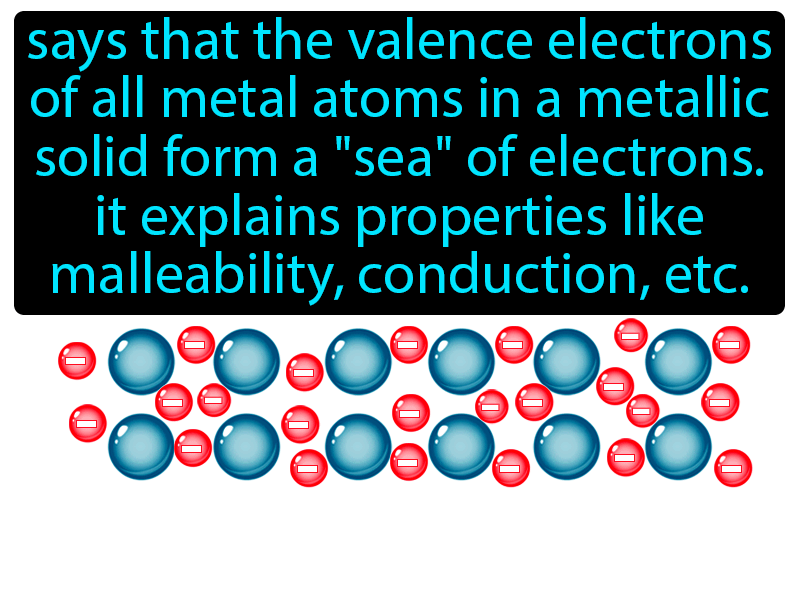 says that the valence electrons
of all metal atoms in a metallic
solid form a "sea" of electrons.
it explains properties like
malleability, conduction, etc.